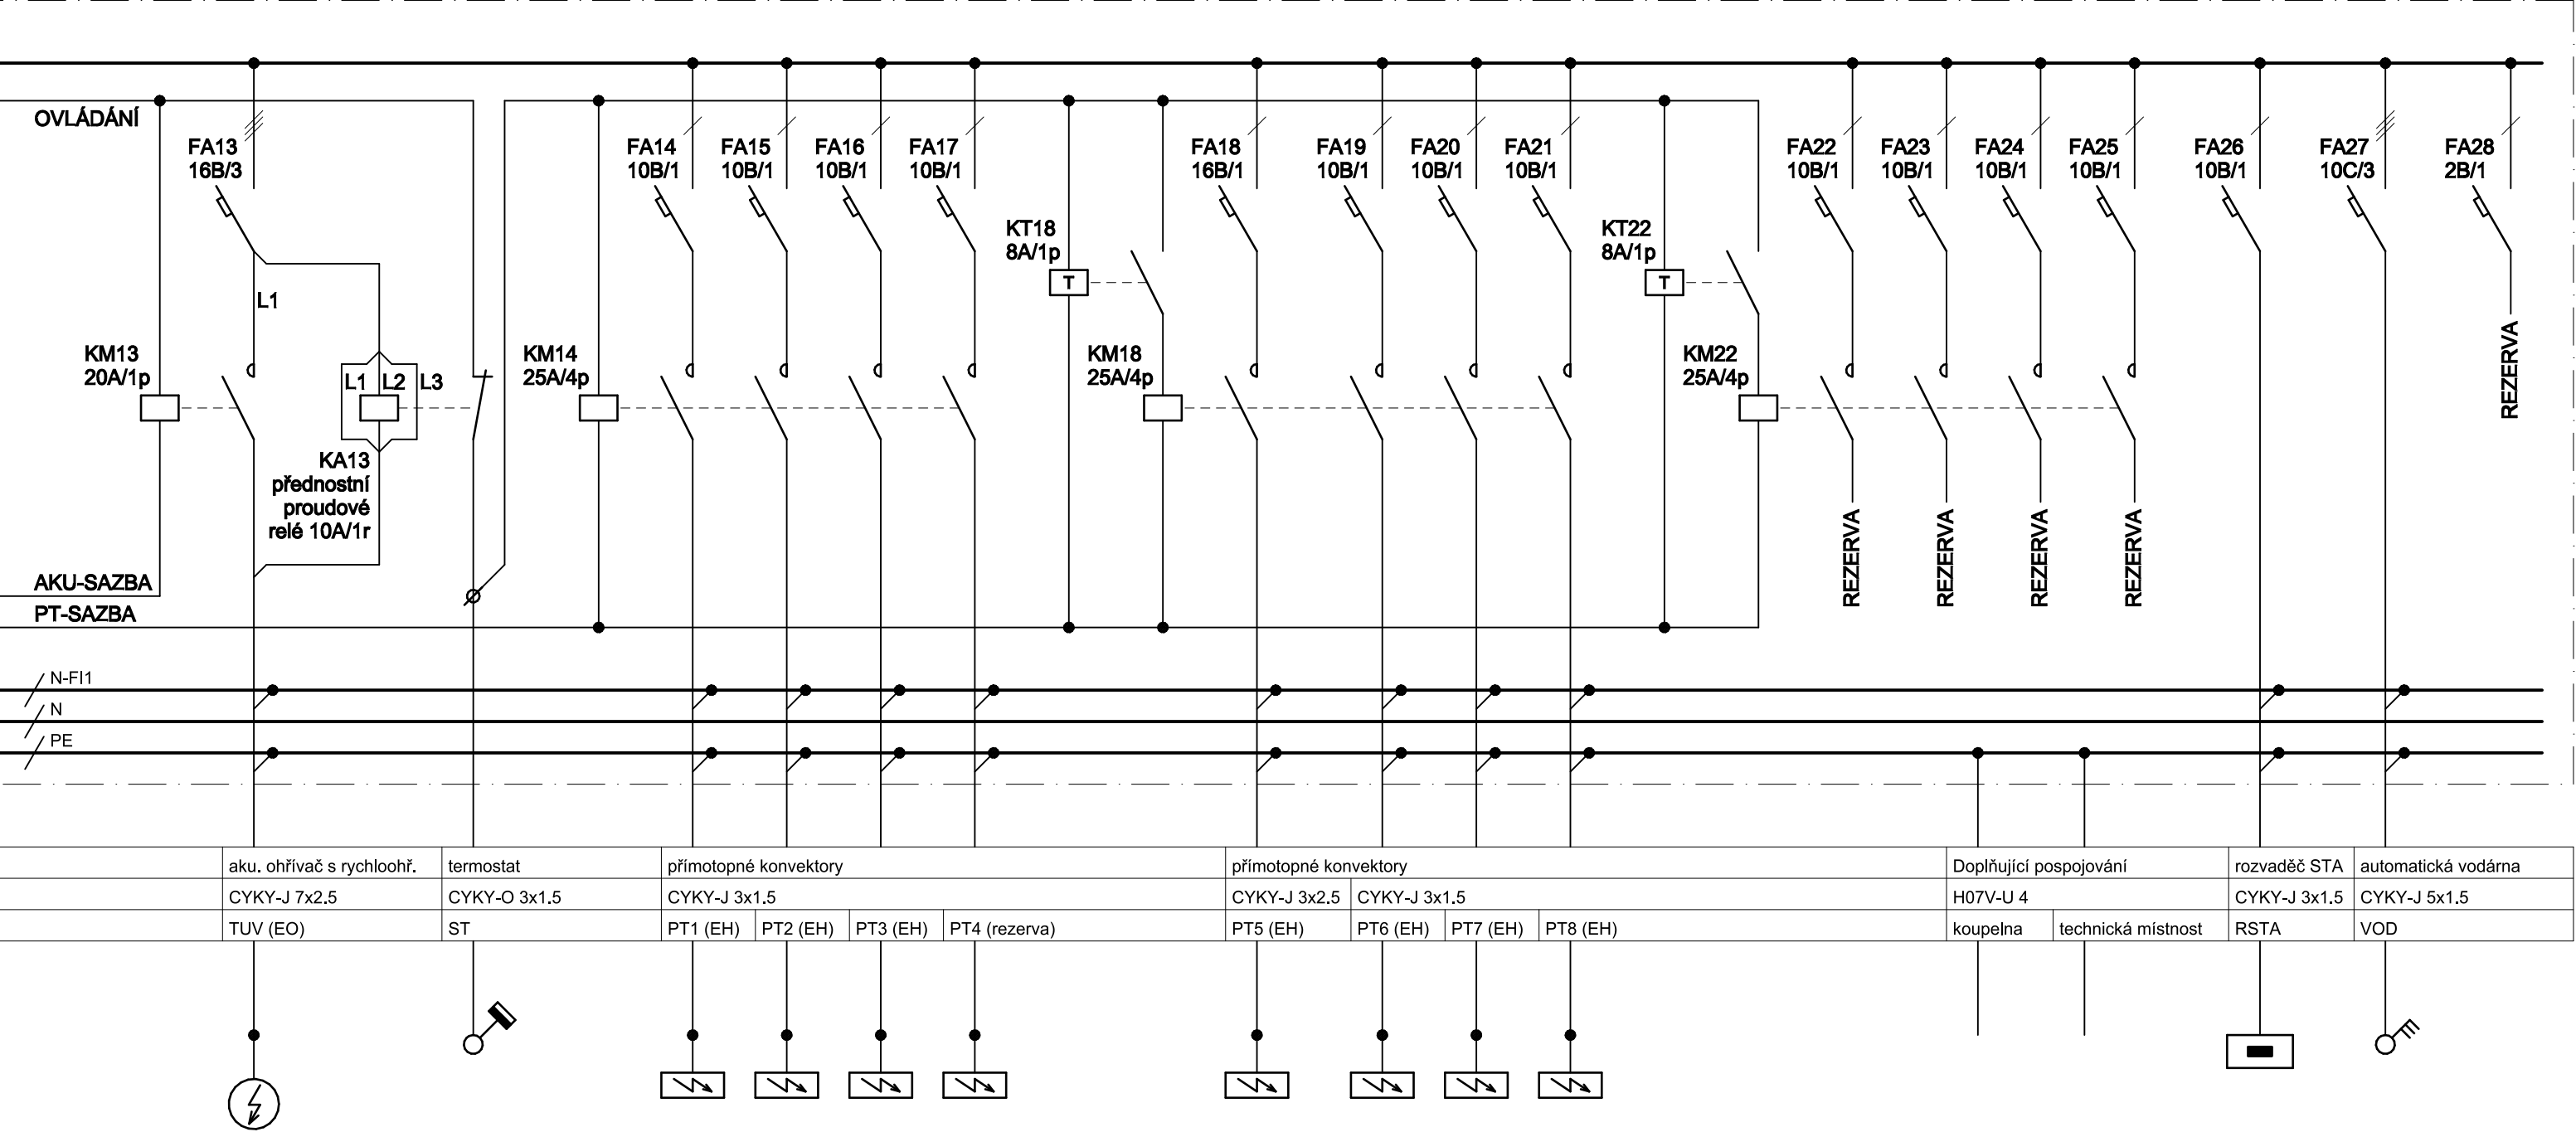 OVLÁDÁNÍ
FA13
16B/3
FA14
10B/1
FA15
10B/1
FA16
10B/1
FA17
10B/1
FA18
16B/1
FA19
10B/1
FA20
10B/1
FA21
10B/1
FA22
10B/1
FA23
10B/1
FA24
10B/1
FA25
10B/1
FA26
10B/1
FA27
10C/3
FA28
2B/1
KT18
8A/1p
T
KT22
8A/1p
T
L1
KM13
20A/1p
L1 L2 L3
KM14
25A/4p
KM18
25A/4p
KM22
25A/4p
REZERVA
KA13
přednostní
proudové
relé 10A/1r
REZERVA
REZERVA
REZERVA
REZERVA
AKU-SAZBA
PT-SAZBA
N-FI1
N
PE
aku. ohřívač s rychloohř. termostat přímotopné konvektory přímotopné konvektory Doplňující pospojování rozvaděč STA automatická vodárna
CYKY-J 7x2.5 CYKY-O 3x1.5 CYKY-J 3x1.5 CYKY-J 3x2.5 CYKY-J 3x1.5 H07V-U 4 CYKY-J 3x1.5 CYKY-J 5x1.5
TUV (EO) ST PT1 (EH) PT2 (EH) PT3 (EH) PT4 (rezerva) PT5 (EH) PT6 (EH) PT7 (EH) PT8 (EH) koupelna technická místnost RSTA VOD